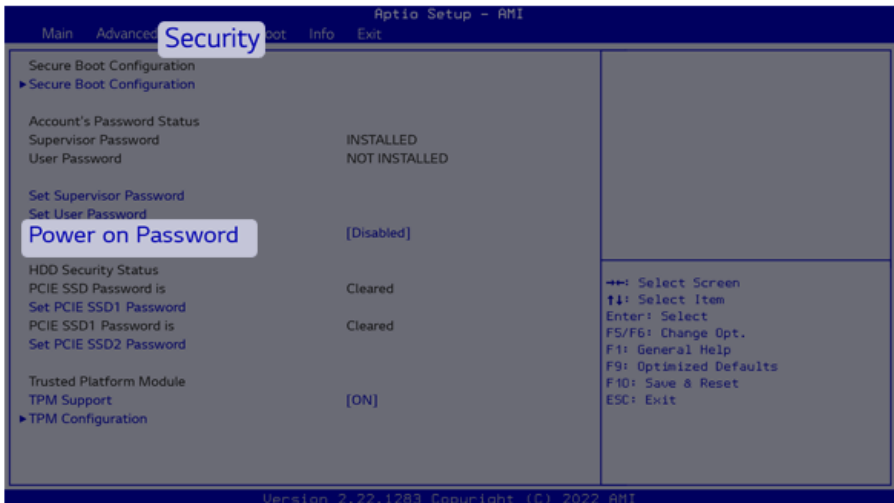 Aptio Setup - AMI
Main Advanced Security Boot Info Exit
Secure Boot Configuration
►Secure Boot Configuration
Account's Password Status
Supervisor Password INSTALLED
User Password NOT INSTALLED
Set Supervisor Password
Set User Password
Power on Password [Disabled]
HDD Security Status
PCIE SSD Password is Cleared
Set PCIE SSD1 Password
PCIE SSD1 Password is Cleared
Set PCIE SSD2 Password
Trusted Platform Module
TPM Support [ON]
►TPM Configuration
→←: Select Screen
↑↓: Select Item
Enter: Select
F5/F6: Change Opt.
F1: General Help
F9: Optimized Defaults
F10: Save & Reset
ESC: Exit
Version 2.22.1283 Copyright (C) 2022 AMI